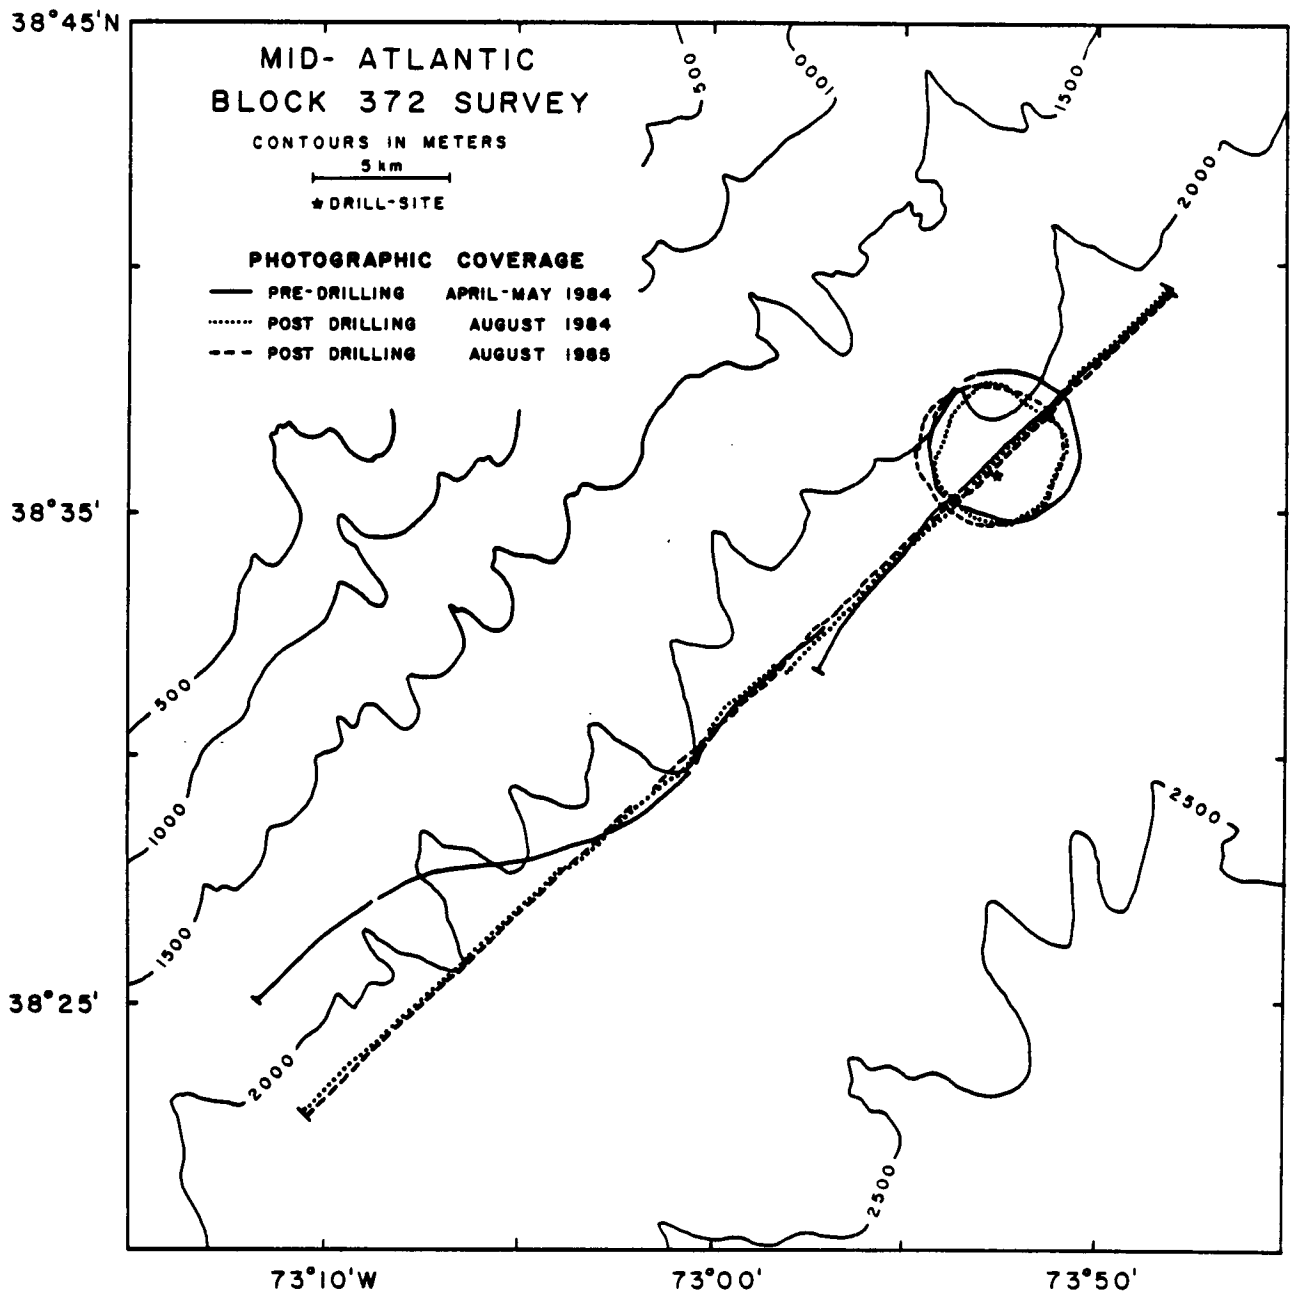 38°45'N
MID- ATLANTIC
BLOCK 372 SURVEY
CONTOURS IN METERS
5 km
★ DRILL-SITE
PHOTOGRAPHIC COVERAGE
PRE-DRILLING APRIL-MAY 1984
POST DRILLING AUGUST 1984
POST DRILLING AUGUST 1985
500
1000
1500
2000
38°35'
500
1000
1500
2500
38°25'
2000
2500
73°10'W
73°00'
73°50'